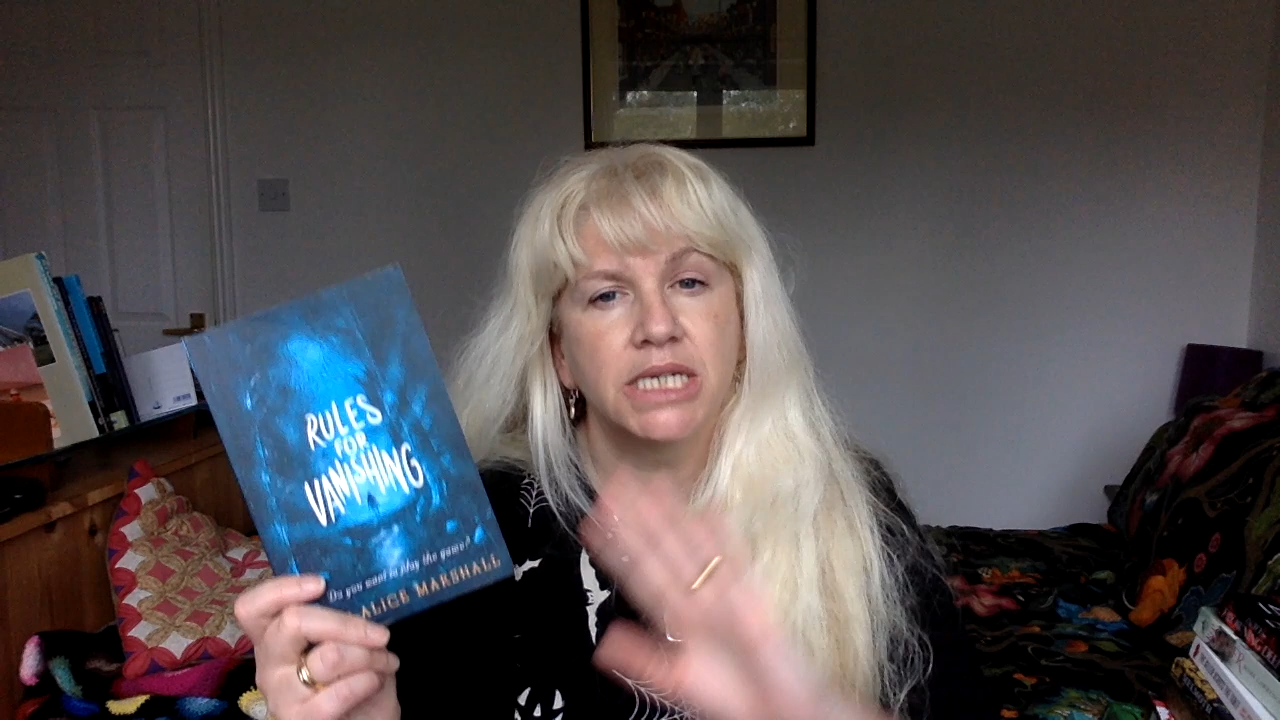 RULES
FOR
VANISHING
Do you want to play the game?
ALICE MARSHALL